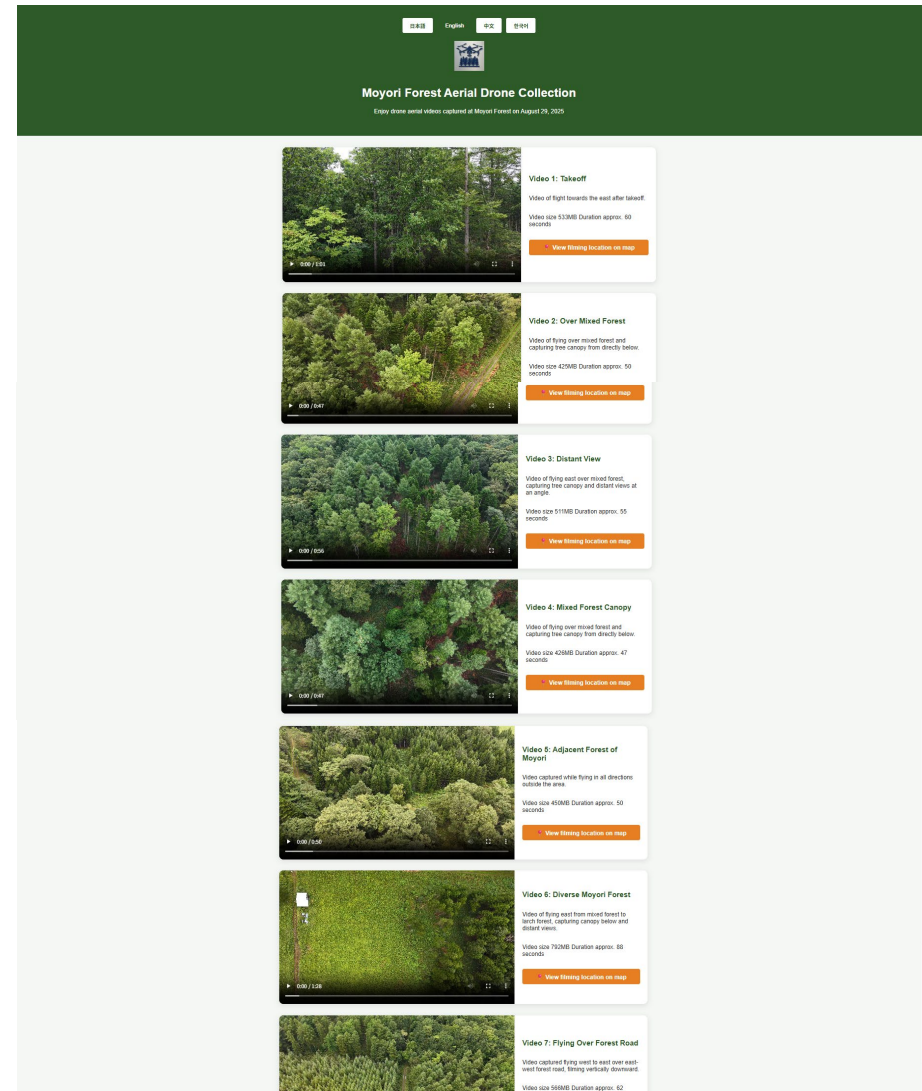 日本語 English 中文 한국어
Moyori Forest Aerial Drone Collection
Enjoy drone aerial videos captured at Moyori Forest on August 29, 2025
0:00 / 1:01
Video 1: Takeoff
Video of flight towards the east after takeoff.
Video size 533MB Duration approx. 60
seconds
View filming location on map
0:00 / 0:47
Video 2: Over Mixed Forest
Video of flying over mixed forest and
capturing tree canopy from directly below.
Video size 425MB Duration approx. 50
seconds
View filming location on map
0:00 / 0:56
Video 3: Distant View
Video of flying east over mixed forest,
capturing tree canopy and distant views at
an angle.
Video size 511MB Duration approx. 55
seconds
View filming location on map
0:00 / 0:47
Video 4: Mixed Forest Canopy
Video of flying over mixed forest and
capturing tree canopy from directly below.
Video size 426MB Duration approx. 47
seconds
View filming location on map
0:00 / 0:50
Video 5: Adjacent Forest of
Moyori
Video captured while flying in all directions
outside the area.
Video size 450MB Duration approx. 50
seconds
View filming location on map
0:00 / 1:28
Video 6: Diverse Moyori Forest
Video of flying east from mixed forest to
larch forest, capturing canopy below and
distant views.
Video size 792MB Duration approx. 88
seconds
View filming location on map
Video 7: Flying Over Forest Road
Video captured flying west to east over east-
west forest road, filming vertically downward.
Video size 566MB Duration approx. 62